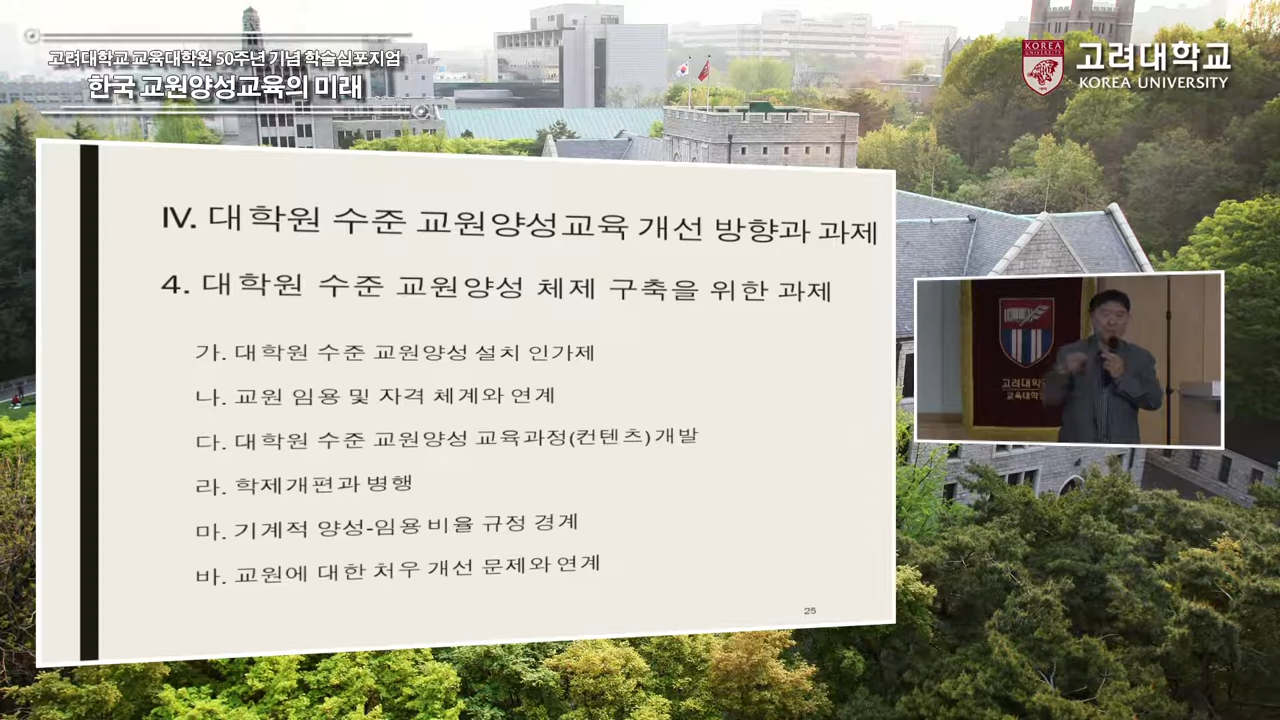 고려대학교 교육대학원 50주년 기념 학술심포지엄
한국 교원양성교육의 미래
KOREA
고려대학교
KOREA UNIVERSITY
Ⅳ. 대학원 수준 교원양성교육 개선 방향과 과제
4. 대학원 수준 교원양성 체제 구축을 위한 과제
가. 대학원 수준 교원양성 설치 인가제
나. 교원 임용 및 자격 체계와 연계
다. 대학원 수준 교원양성 교육과정(컨텐츠)개발
라. 학제개편과 병행
마. 기계적 양성-임용 비율 규정 경계
바. 교원에 대한 처우 개선 문제와 연계
25
고려대학
교육대학